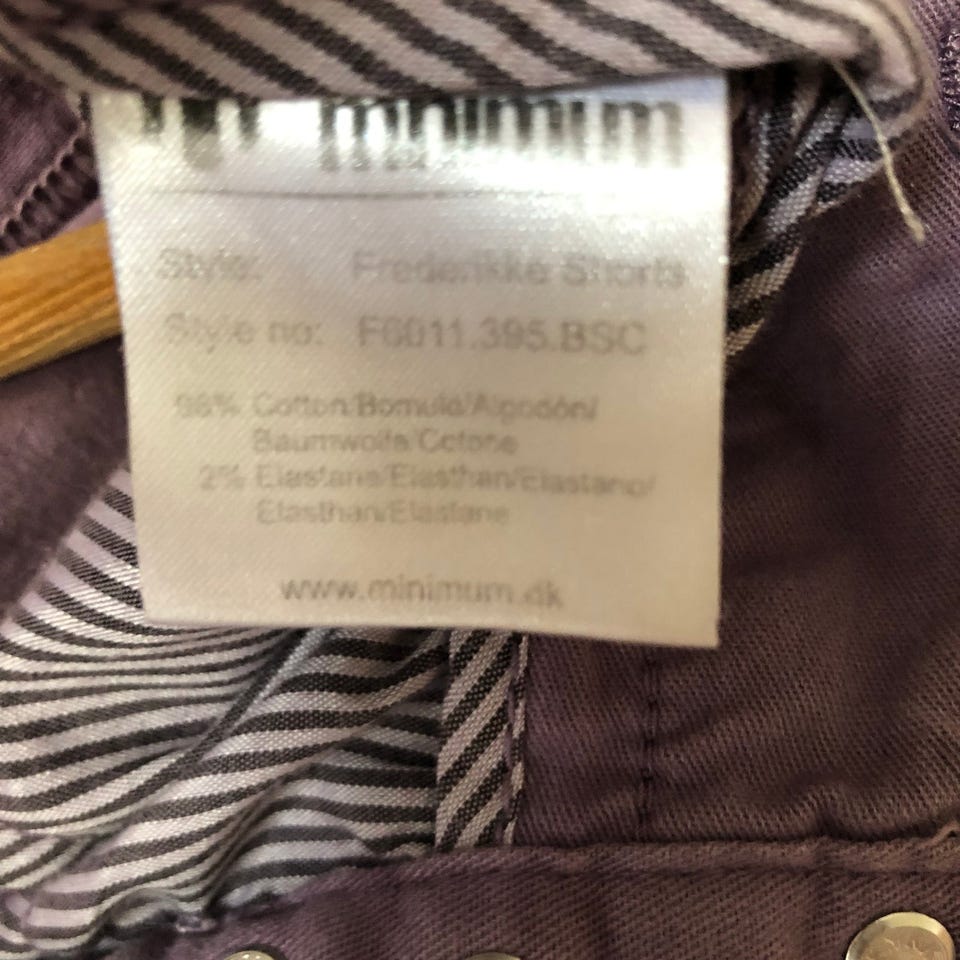 minimum
Style: Frederikke Shorts
Style no: F6011.395.BSC
98% Cotton/Bomuld/Algodón/
Baumwolle/Cotone
2% Elastane/Elasthan/Elastano/
Elasthan/Elastane
www.minimum.dk